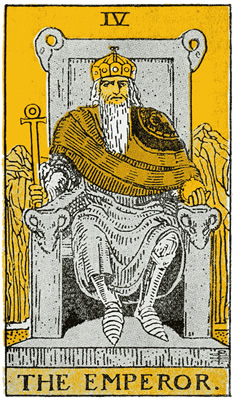 IV
THE EMPEROR.